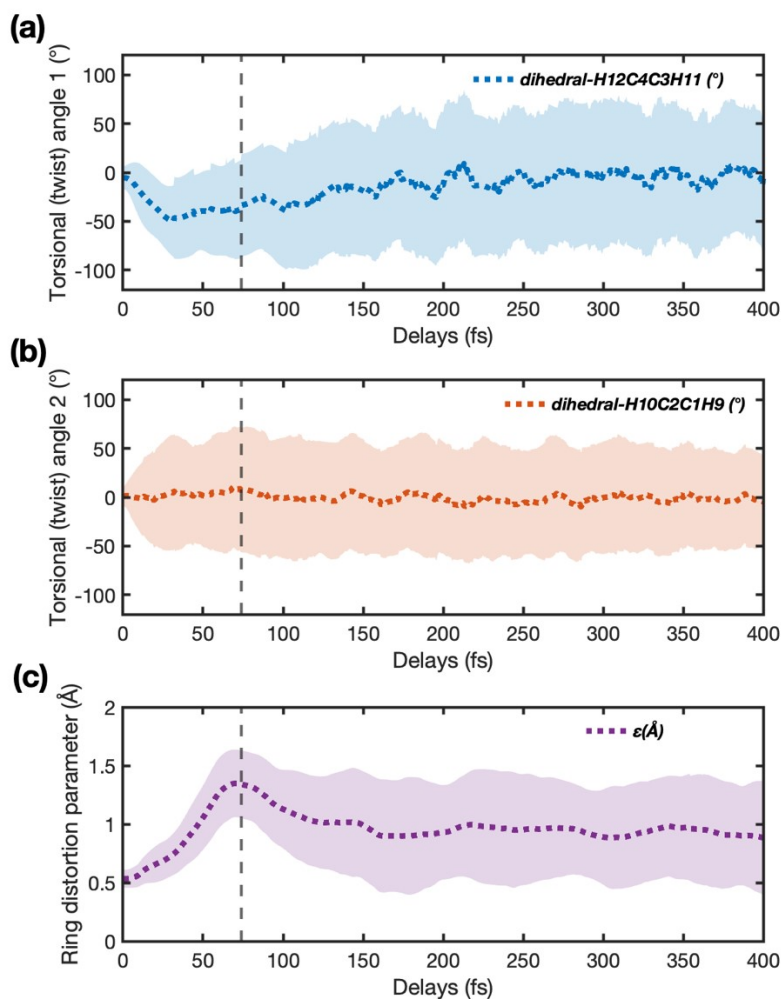 (a)
Torsional (twist) angle 1 (°)
100
50
0
-50
-100
dihedral-H12C4C3H11 (°)
0 50 100 150 200 250 300 350 400
Delays (fs)
(b)
Torsional (twist) angle 2 (°)
100
50
0
-50
-100
dihedral-H10C2C1H9 (°)
0 50 100 150 200 250 300 350 400
Delays (fs)
(c)
Ring distortion parameter (Å)
2
1.5
1
0.5
0
ε(Å)
0 50 100 150 200 250 300 350 400
Delays (fs)